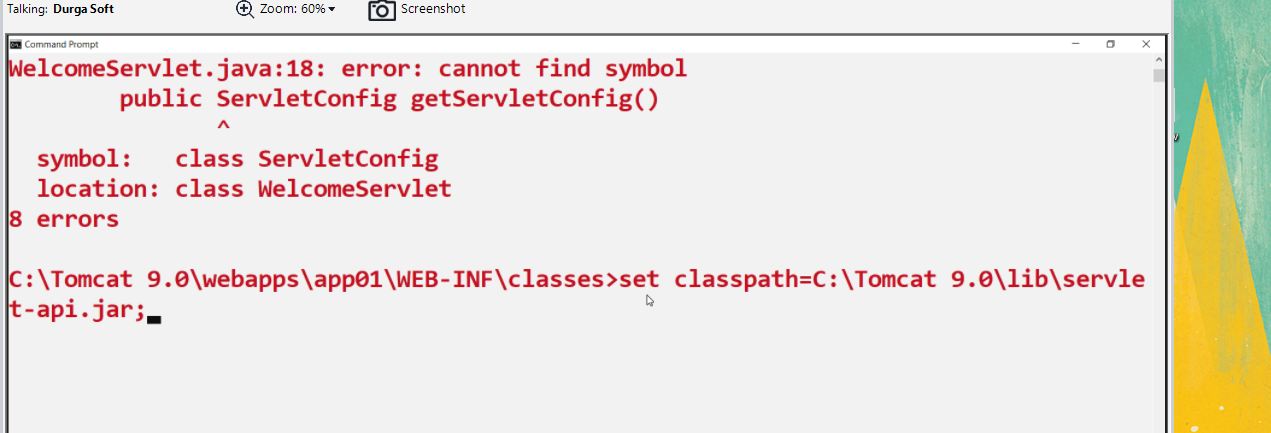 Talking: Durga Soft
Zoom: 60%
Screenshot
Command Prompt
WelcomeServlet.java:18: error: cannot find symbol
public ServletConfig getServletConfig()
^
symbol: class ServletConfig
location: class WelcomeServlet
8 errors
C:\Tomcat 9.0\webapps\app01\WEB-INF\classes>set classpath=C:\Tomcat 9.0\lib\servle
t-api.jar;